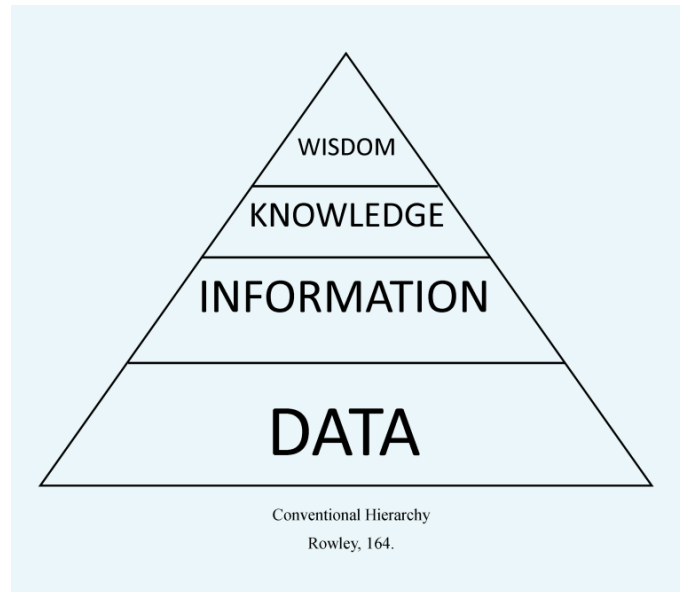 WISDOM
KNOWLEDGE
INFORMATION
DATA
Conventional Hierarchy
Rowley, 164.